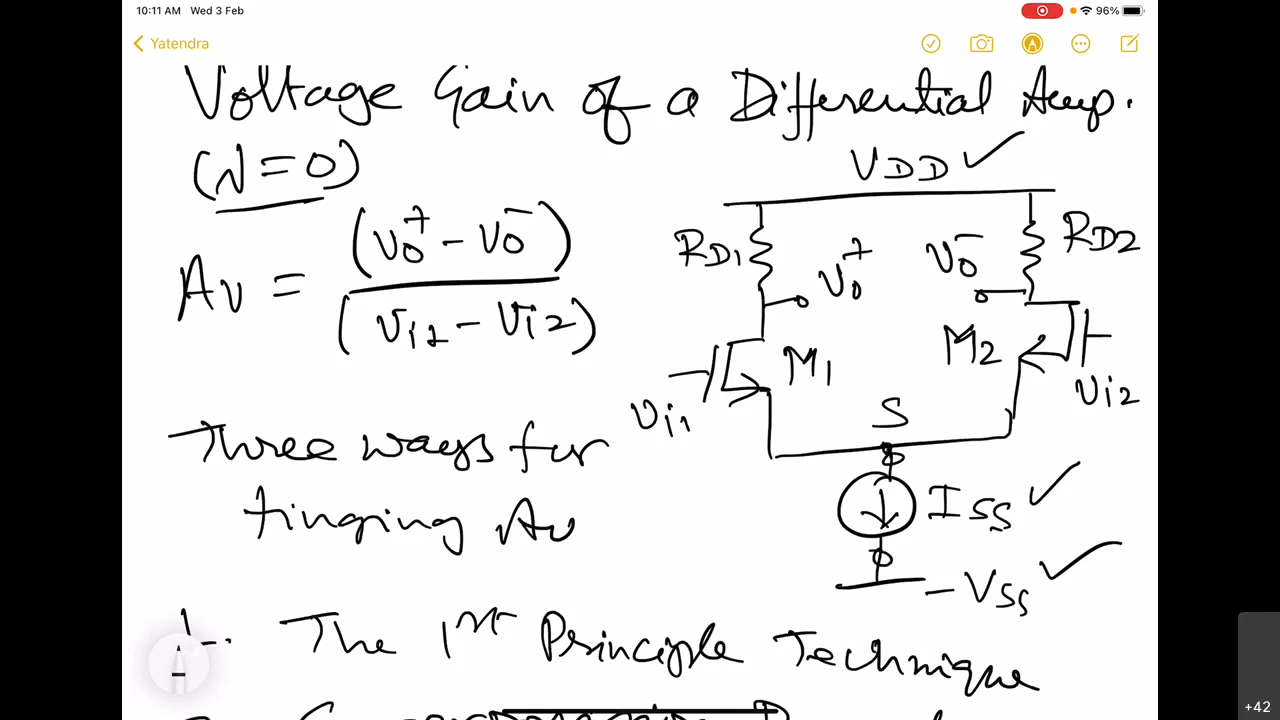 10:11 AM Wed 3 Feb
96%
Yatendra
Voltage Gain of a Differential Amp.
(λ = 0)
VDD
RD1
RD2
Vo+
Vo-
Av = (Vo+ - Vo-) / (Vi1 - Vi2)
M1
M2
Vi1
Vi2
S
Three ways for
finging Av
ISS
-VSS
1. The 1st Principle Technique
+42